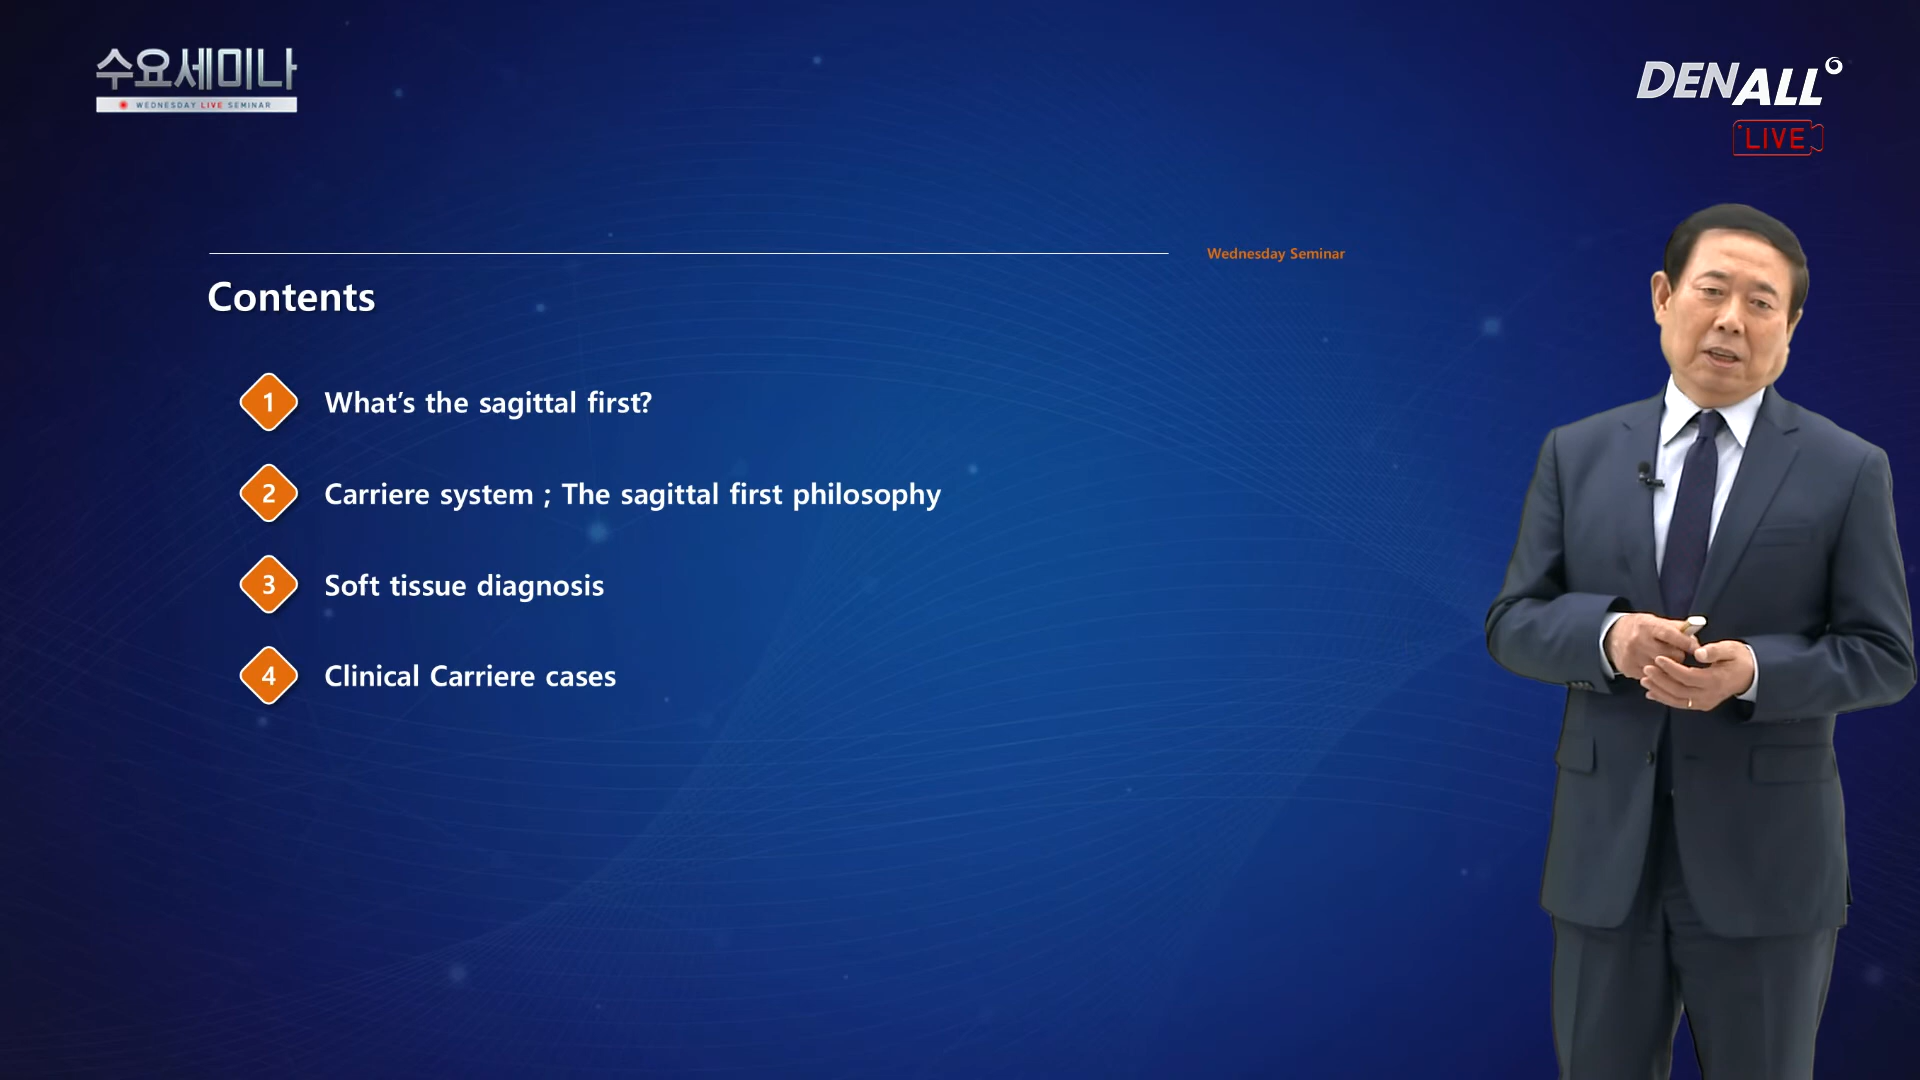 수요세미나
WEDNESDAY LIVE SEMINAR
DENALL
LIVE
Wednesday Seminar
Contents
1 What’s the sagittal first?
2 Carriere system ; The sagittal first philosophy
3 Soft tissue diagnosis
4 Clinical Carriere cases